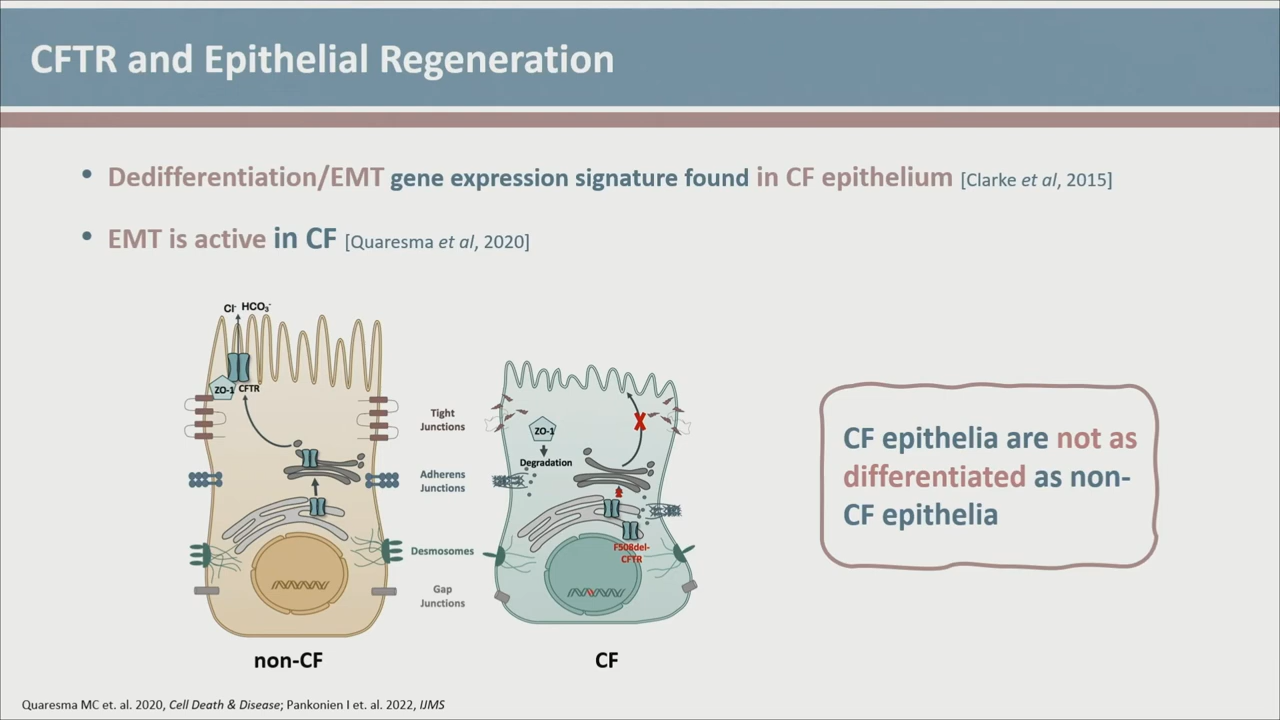 CFTR and Epithelial Regeneration
• Dedifferentiation/EMT gene expression signature found in CF epithelium [Clarke et al, 2015]
• EMT is active in CF [Quaresma et al, 2020]
Cl⁻ HCO₃⁻
ZO-1 CFTR
Tight
Junctions
Adherens
Junctions
Desmosomes
Gap
Junctions
ZO-1
Degradation
F508del-
CFTR
non-CF
CF
CF epithelia are not as
differentiated as non-
CF epithelia
Quaresma MC et. al. 2020, Cell Death & Disease; Pankonien I et. al. 2022, IJMS